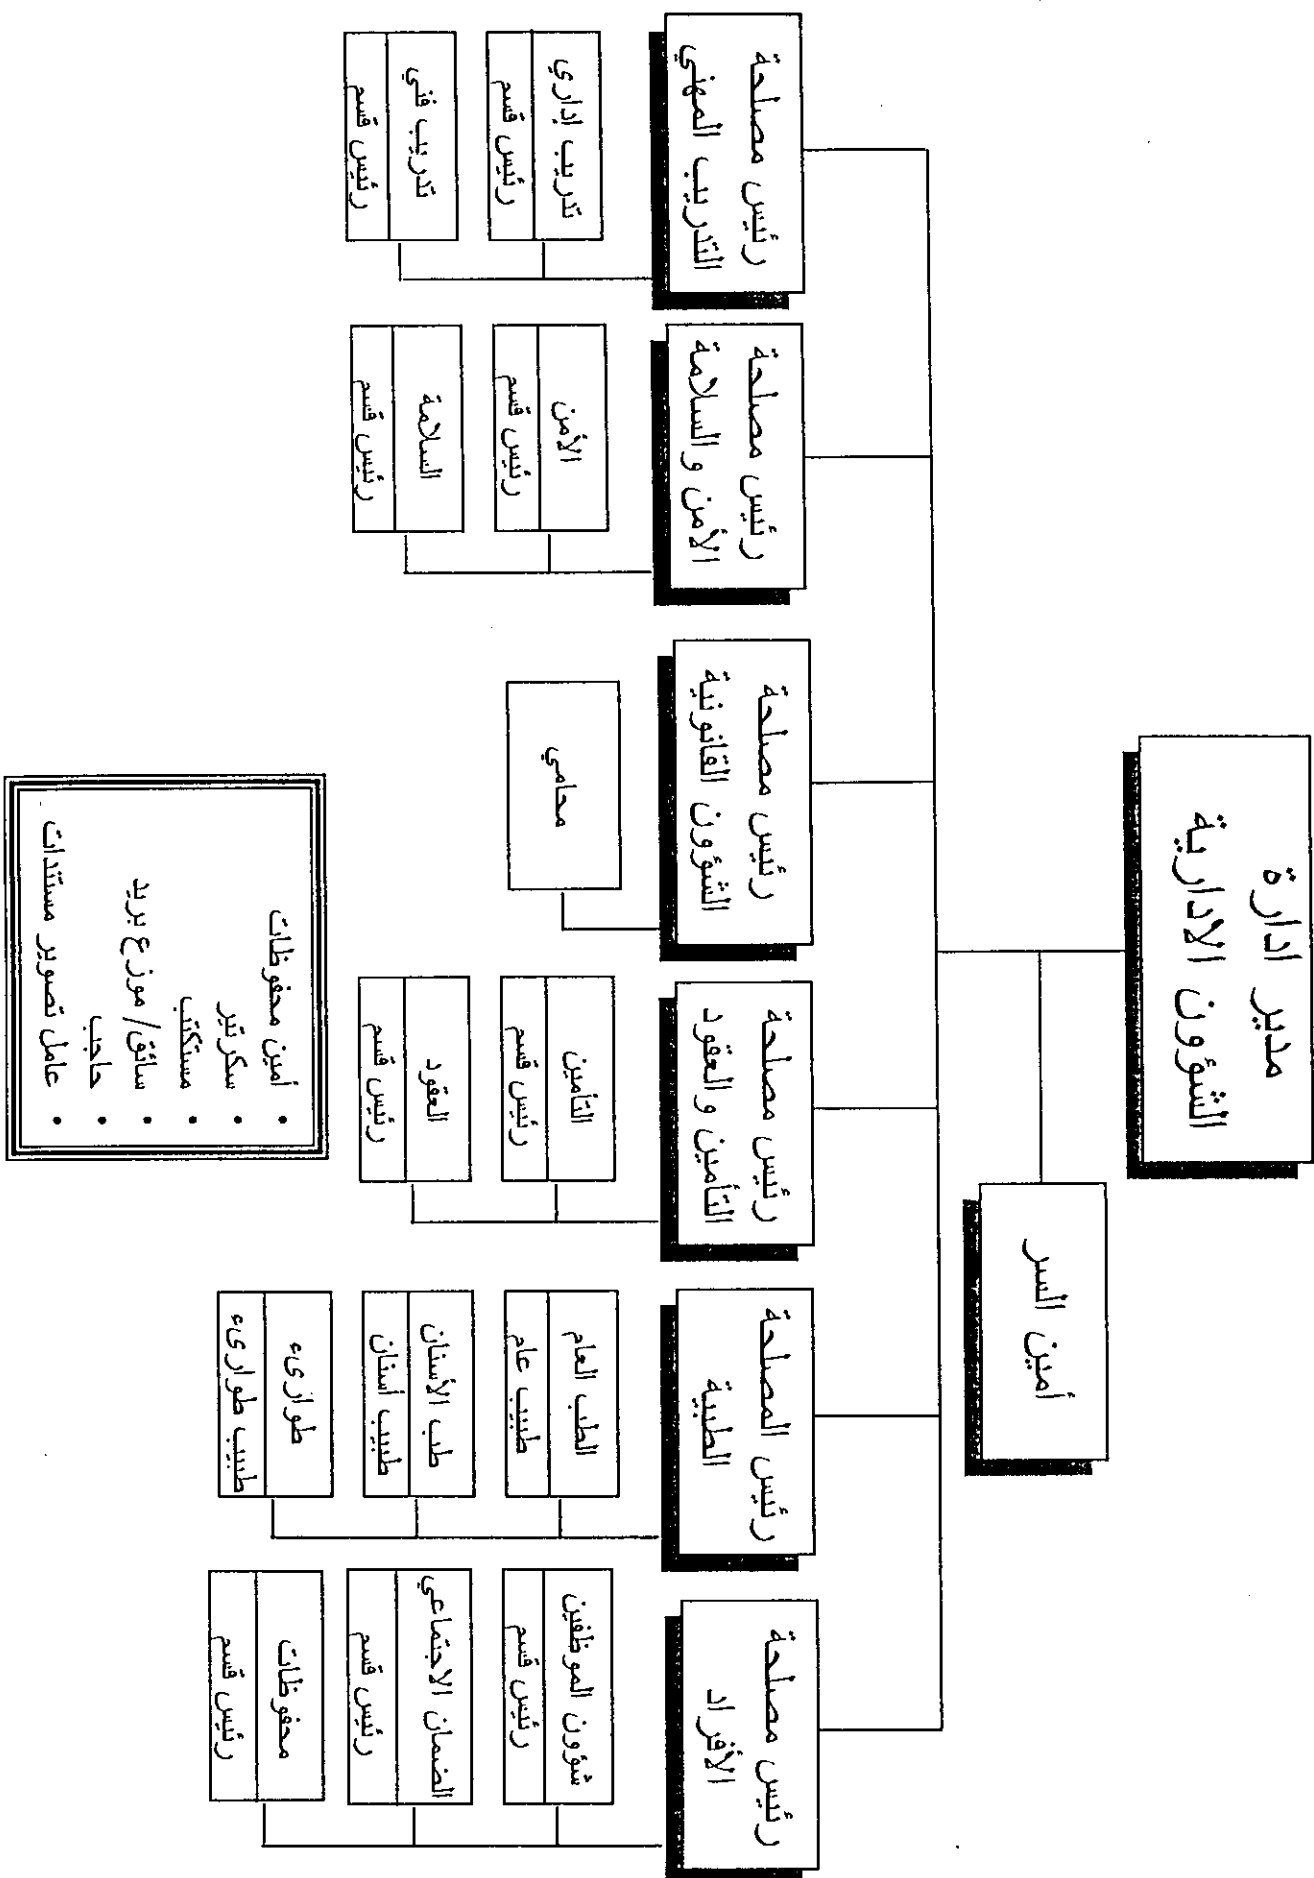 مدير ادارة
الشؤون الادارية
أمين السر
رئيس مصلحة
الأفراد
شؤون الموظفين
رئيس قسم
الضمان الاجتماعي
رئيس قسم
محفوظات
رئيس قسم
رئيس المصلحة
الطبية
الطب العام
طبيب عام
طب الأسنان
طبيب أسنان
طوارىء
طبيب طوارىء
رئيس مصلحة
التأمين و العقود
التأمين
رئيس قسم
العقود
رئيس قسم
رئيس مصلحة
الشؤون القانونية
محامي
رئيس مصلحة
الأمن و السلامة
الأمن
رئيس قسم
السلامة
رئيس قسم
رئيس مصلحة
التدريب المهني
تدريب اداري
رئيس قسم
تدريب فني
رئيس قسم
• أمين محفوظات
• سكرتير
• مستكتب
• سائق/ موزع بريد
• حاجب
• عامل تصوير مستندات